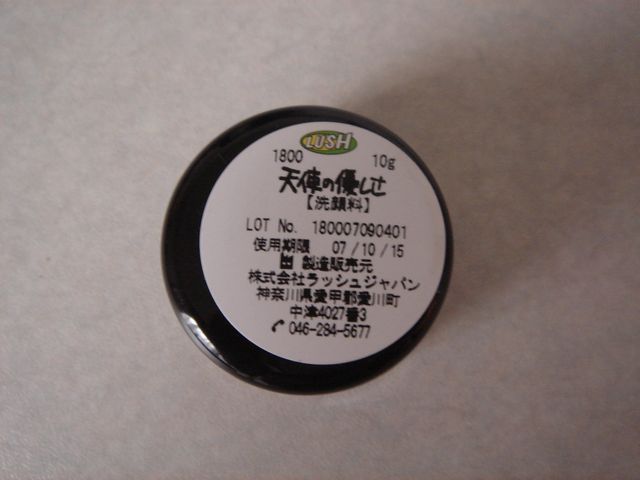 LUSH
1800 10g
天使の優しさ
【洗顔料】
LOT No. 180007090401
使用期限 07/10/15
製造販売元
株式会社ラッシュジャパン
神奈川県愛甲郡愛川町
中津4027番3
046-284-5677